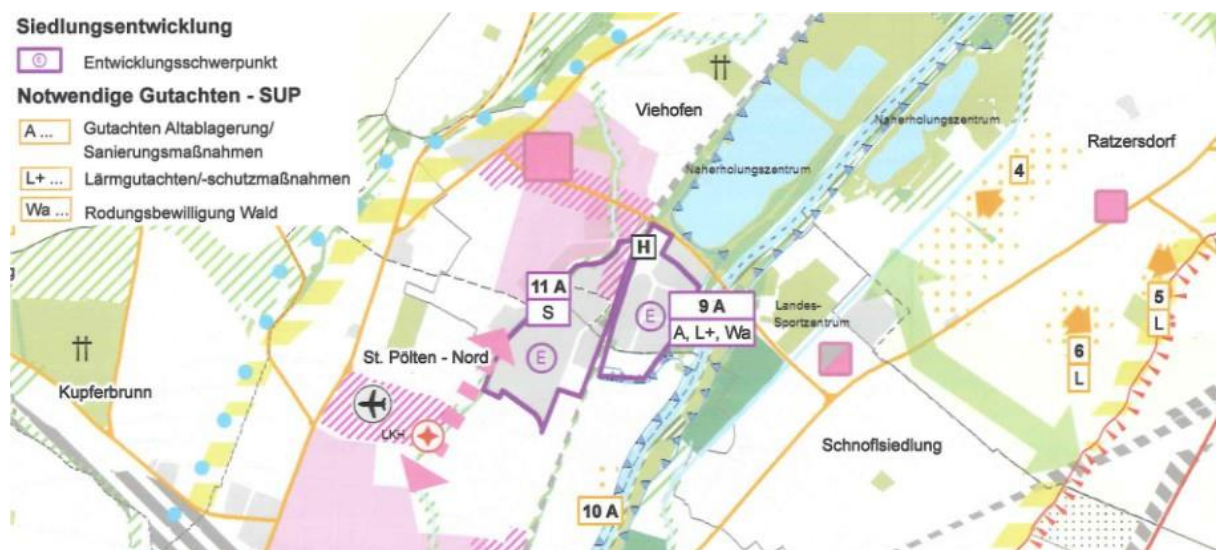 Siedlungsentwicklung
E Entwicklungsschwerpunkt
Notwendige Gutachten - SUP
A ... Gutachten Altablagerung/
Sanierungsmaßnahmen
L+ ... Lärmgutachten/-schutzmaßnahmen
Wa ... Rodungsbewilligung Wald
Viehofen
Naherholungszentrum
Ratzersdorf
Naherholungszentrum
4
H
11 A
S
E
9 A
A, L+, Wa
E
Landes-
Sportzentrum
5
L
6
L
St. Pölten - Nord
g
Kupferbrunn
LKH
Schnoflsiedlung
10 A